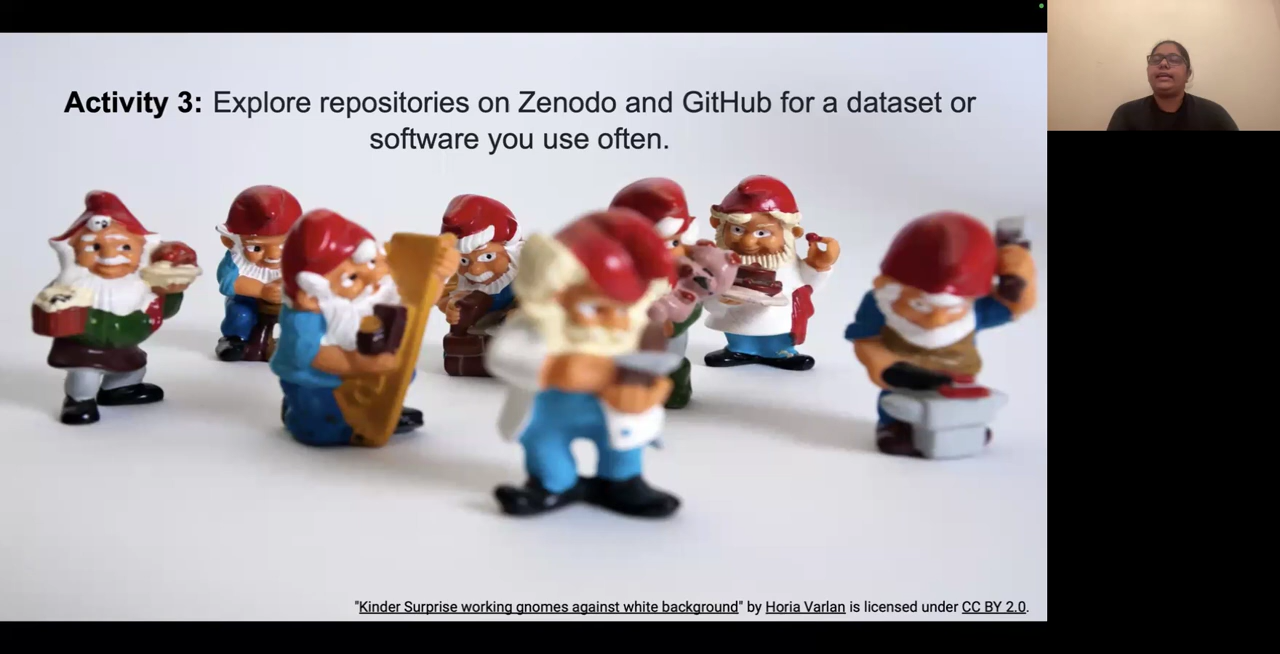 Activity 3: Explore repositories on Zenodo and GitHub for a dataset or
software you use often.
"Kinder Surprise working gnomes against white background" by Horia Varlan is licensed under CC BY 2.0.